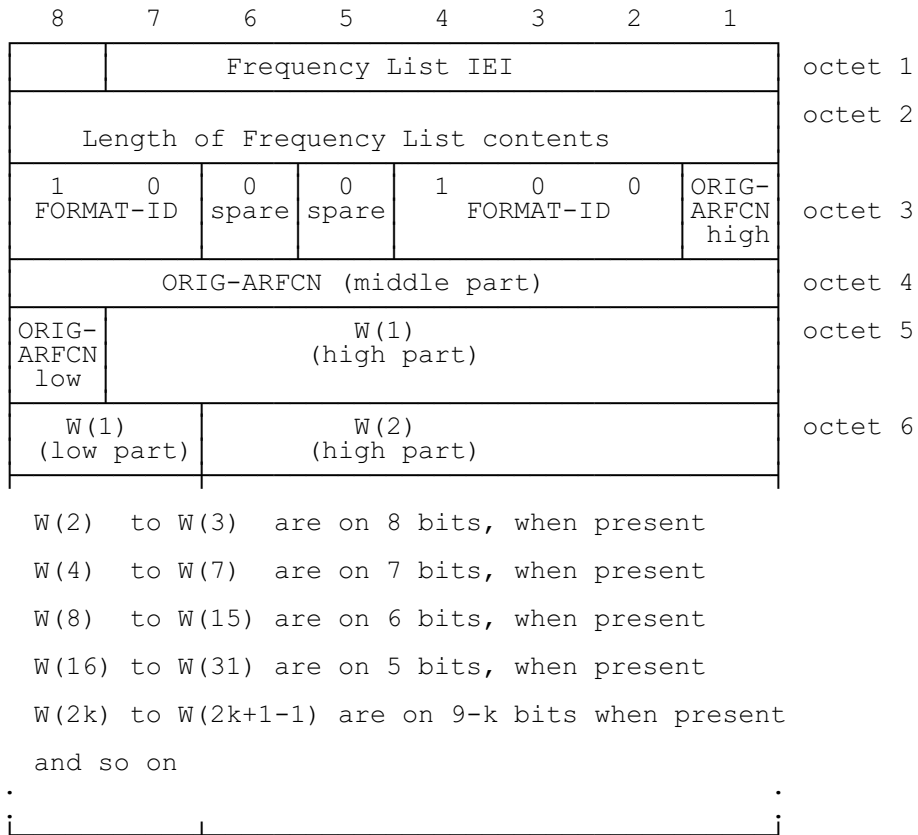 8 7 6 5 4 3 2 1
Frequency List IEI octet 1
octet 2
Length of Frequency List contents
1 0 0 0 1 0 0 ORIG-
FORMAT-ID spare spare FORMAT-ID ARFCN octet 3
high
ORIG-ARFCN (middle part) octet 4
ORIG- W(1) octet 5
ARFCN (high part)
low
W(1) W(2) octet 6
(low part) (high part)
W(2) to W(3) are on 8 bits, when present
W(4) to W(7) are on 7 bits, when present
W(8) to W(15) are on 6 bits, when present
W(16) to W(31) are on 5 bits, when present
W(2k) to W(2k+1-1) are on 9-k bits when present
and so on